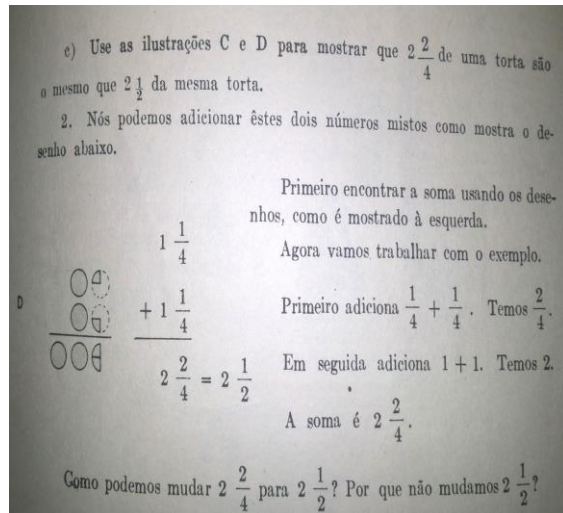 e) Use as ilustrações C e D para mostrar que 2 2/4 de uma torta são
o mesmo que 2 1/2 da mesma torta.
2. Nós podemos adicionar êstes dois números mistos como mostra o de-
senho abaixo.
Primeiro encontrar a soma usando os dese-
nhos, como é mostrado à esquerda.
Agora vamos trabalhar com o exemplo.
D
1 1/4
+ 1 1/4
2 2/4 = 2 1/2
Primeiro adiciona 1/4 + 1/4 . Temos 2/4.
Em seguida adiciona 1 + 1. Temos 2.
A soma é 2 2/4.
Como podemos mudar 2 2/4 para 2 1/2? Por que não mudamos 2 1/2?